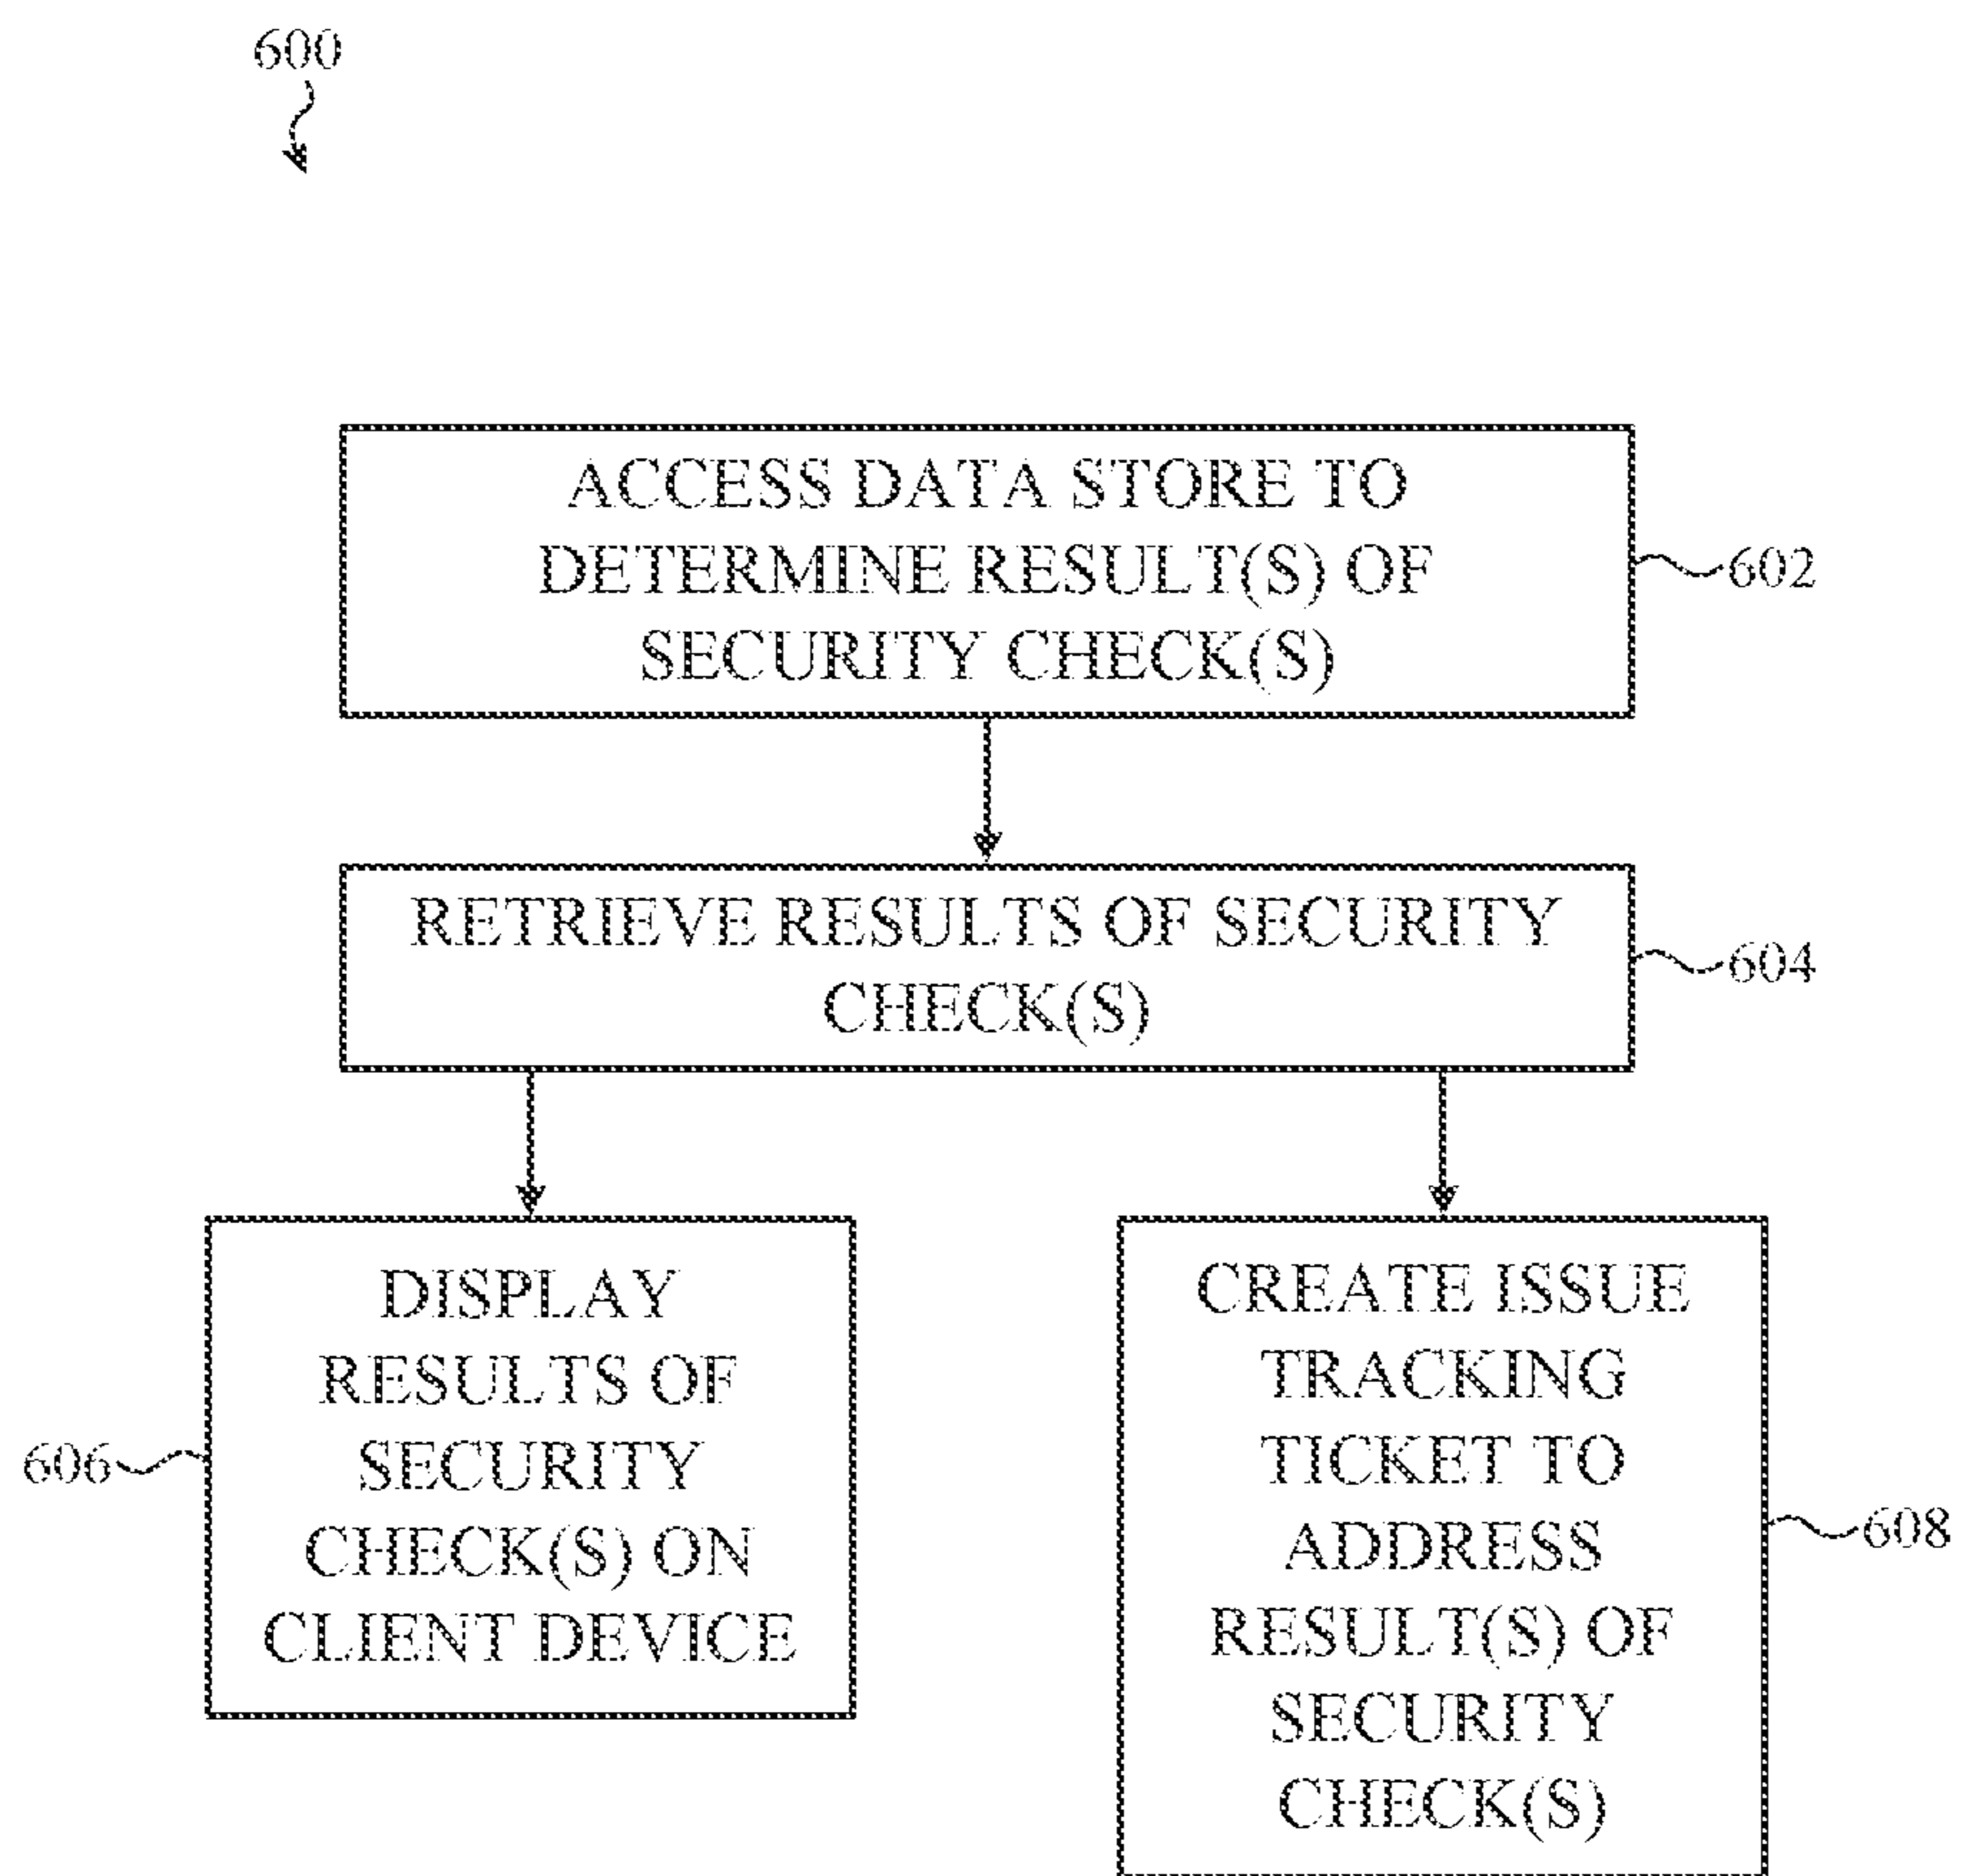 600
ACCESS DATA STORE TO
DETERMINE RESULT(S) OF
SECURITY CHECK(S)
602
RETRIEVE RESULTS OF SECURITY
CHECK(S)
604
DISPLAY
RESULTS OF
SECURITY
CHECK(S) ON
CLIENT DEVICE
606
CREATE ISSUE
TRACKING
TICKET TO
ADDRESS
RESULT(S) OF
SECURITY
CHECK(S)
608